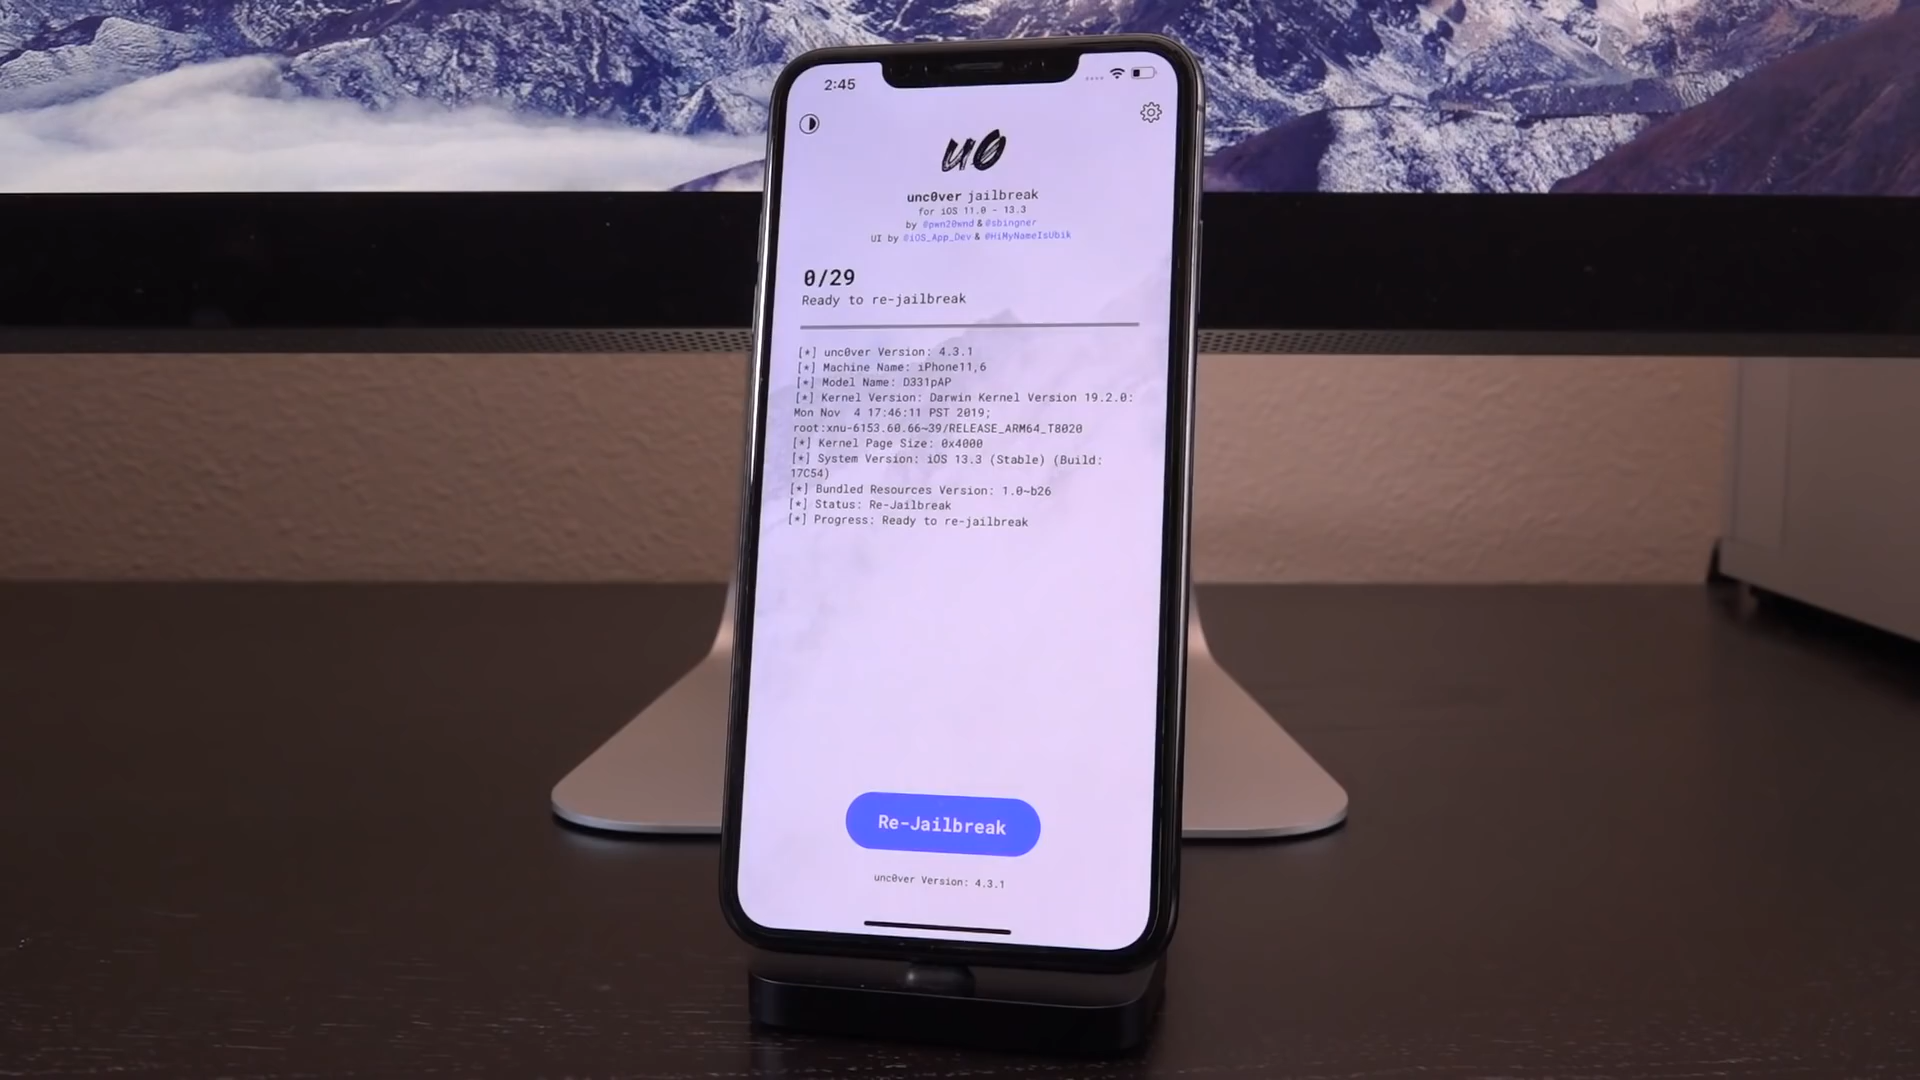 2:45
u0
unc0ver jailbreak
for iOS 11.0 - 13.3
by @pwn20wnd & @sbingner
UI by @iOS_App_Dev & @HiMyNameIsUbik
0/29
Ready to re-jailbreak
[*] unc0ver Version: 4.3.1
[*] Machine Name: iPhone11,6
[*] Model Name: D331pAP
[*] Kernel Version: Darwin Kernel Version 19.2.0:
Mon Nov  4 17:46:11 PST 2019;
root:xnu-6153.60.66~39/RELEASE_ARM64_T8020
[*] Kernel Page Size: 0x4000
[*] System Version: iOS 13.3 (Stable) (Build:
17C54)
[*] Bundled Resources Version: 1.0~b26
[*] Status: Re-Jailbreak
[*] Progress: Ready to re-jailbreak
Re-Jailbreak
unc0ver Version: 4.3.1